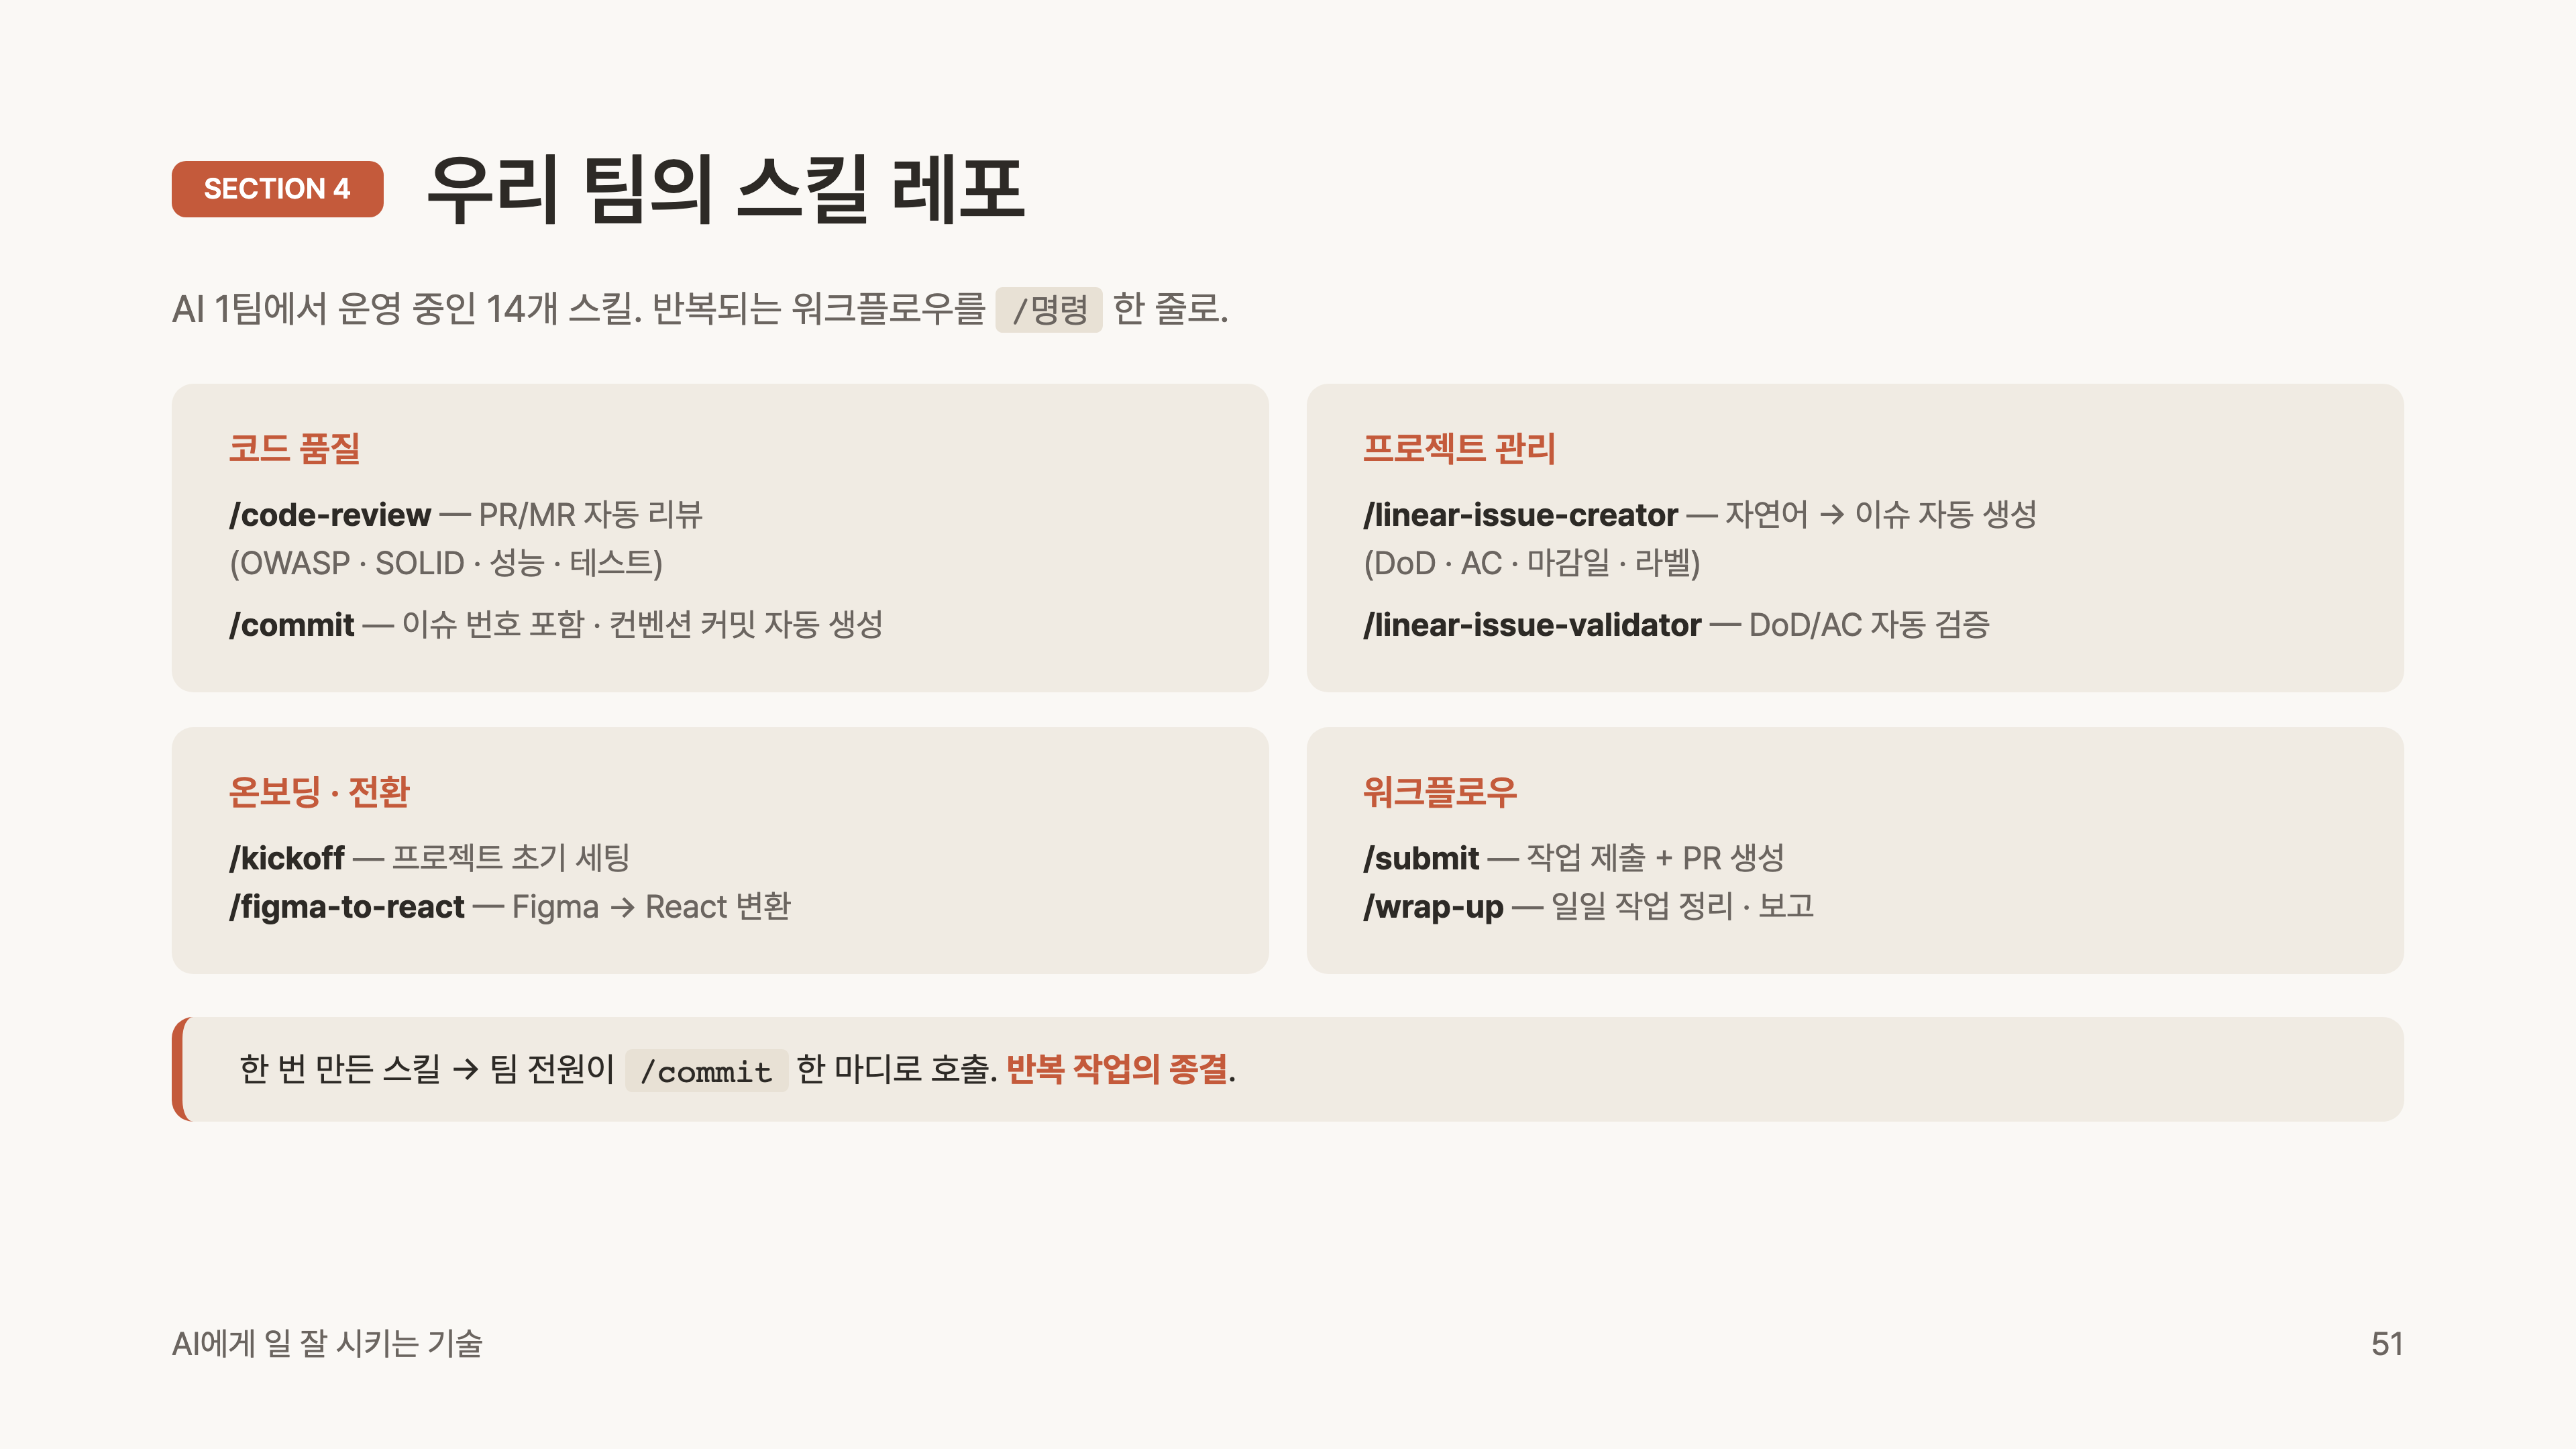 SECTION 4
우리 팀의 스킬 레포
AI 1팀에서 운영 중인 14개 스킬. 반복되는 워크플로우를 /명령 한 줄로.
코드 품질
/code-review — PR/MR 자동 리뷰
(OWASP · SOLID · 성능 · 테스트)
/commit — 이슈 번호 포함 · 컨벤션 커밋 자동 생성
프로젝트 관리
/linear-issue-creator — 자연어 → 이슈 자동 생성
(DoD · AC · 마감일 · 라벨)
/linear-issue-validator — DoD/AC 자동 검증
온보딩 · 전환
/kickoff — 프로젝트 초기 세팅
/figma-to-react — Figma → React 변환
워크플로우
/submit — 작업 제출 + PR 생성
/wrap-up — 일일 작업 정리 · 보고
한 번 만든 스킬 → 팀 전원이 /commit 한 마디로 호출. 반복 작업의 종결.
AI에게 일 잘 시키는 기술
51